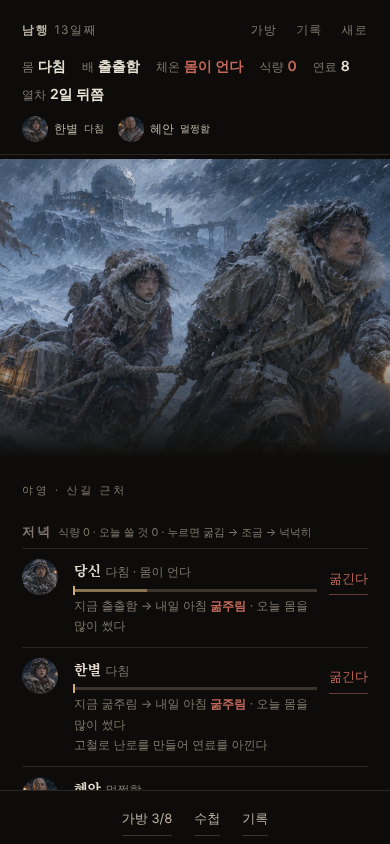 남행 13일째 가방 기록 새로
몸 다침 배 출출함 체온 몸이 언다 식량 0 연료 8
열차 2일 뒤쯤
한별 다침 혜안 멀쩡함
야영 · 산길 근처
저녁 식량 0 · 오늘 쓸 것 0 · 누르면 굶김 → 조금 → 넉넉히
당신 다침 · 몸이 언다
굶긴다
지금 출출함 → 내일 아침 굶주림 · 오늘 몸을
많이 썼다
한별 다침
굶긴다
지금 굶주림 → 내일 아침 굶주림 · 오늘 몸을
많이 썼다
고철로 난로를 만들어 연료를 아낀다
혜안 멀쩡함
가방 3/8 수첩 기록